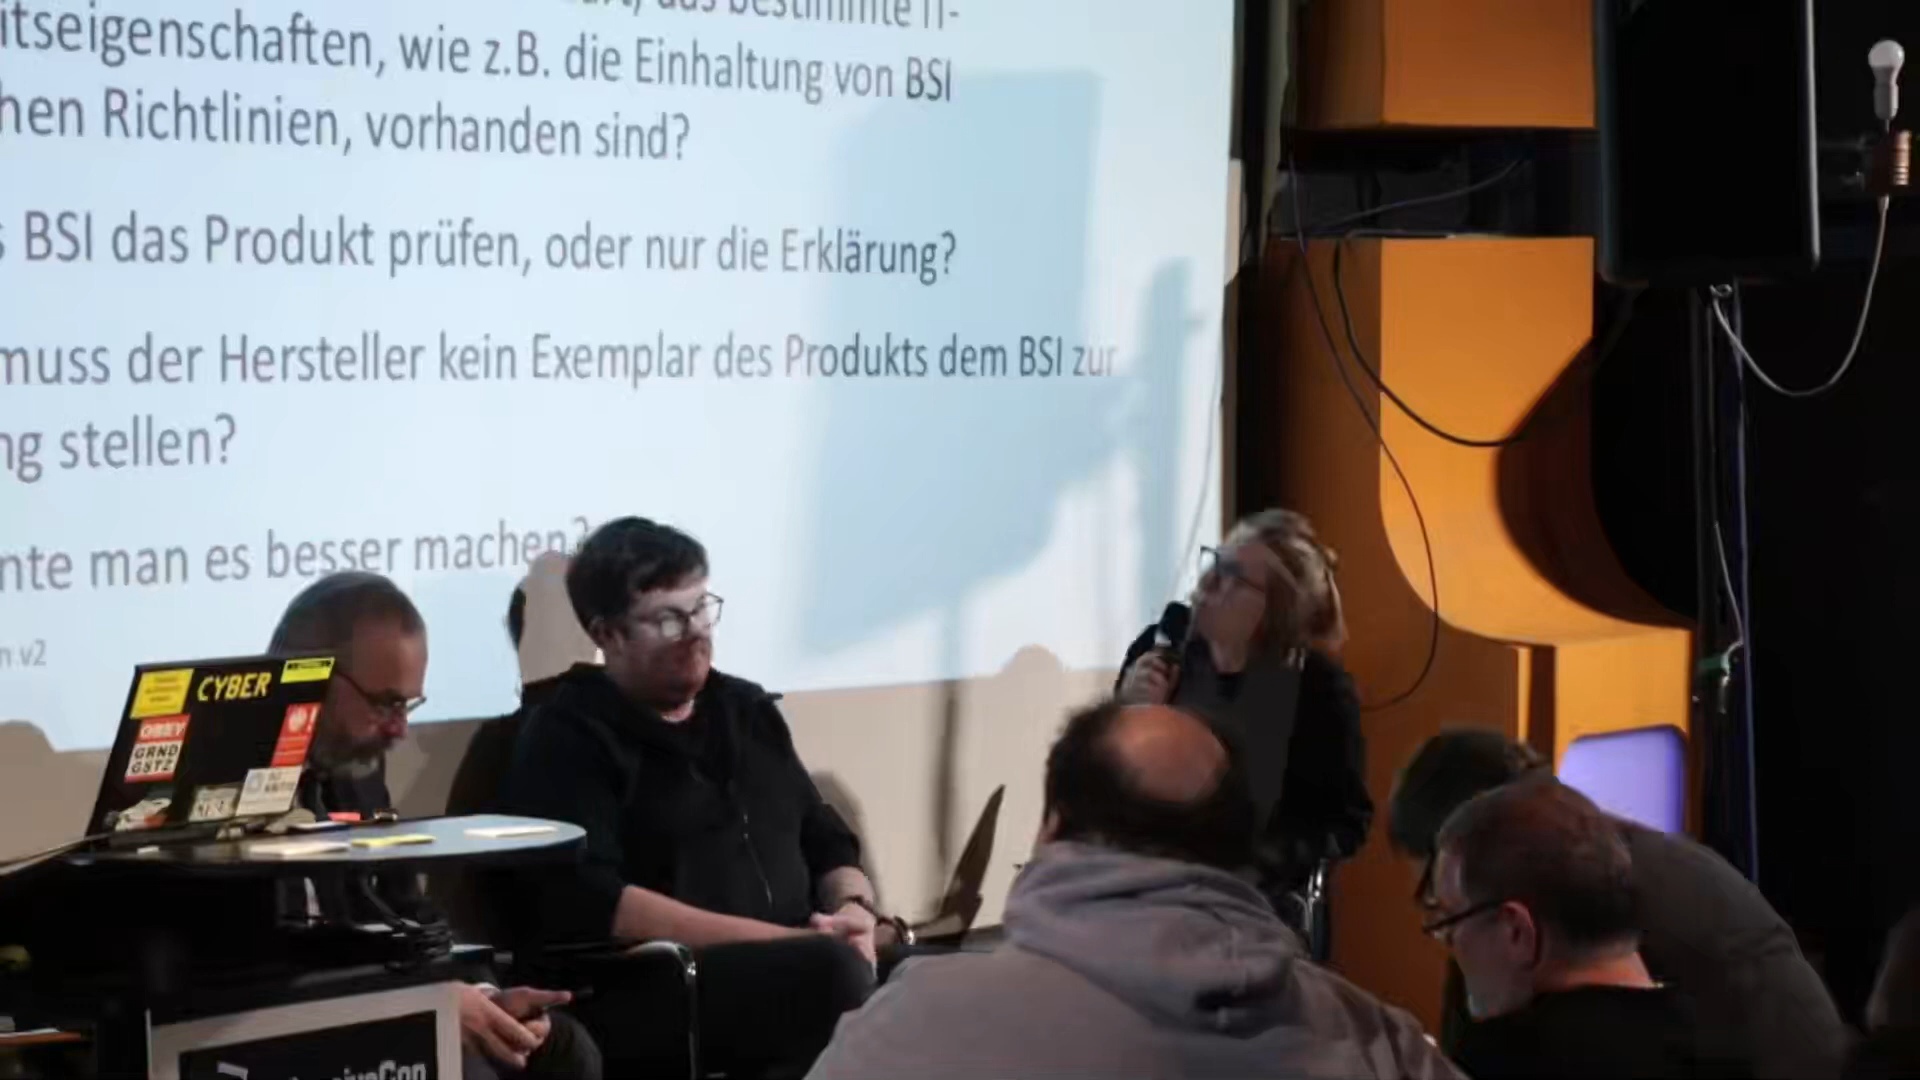 bestimmte IT-
itseigenschaften, wie z.B. die Einhaltung von BSI
hen Richtlinien, vorhanden sind?
BSI das Produkt prüfen, oder nur die Erklärung?
muss der Hersteller kein Exemplar des Produkts dem BSI zur
ng stellen?
nte man es besser machen?
n v2
CYBER
OBEY
GRND
GSTZ